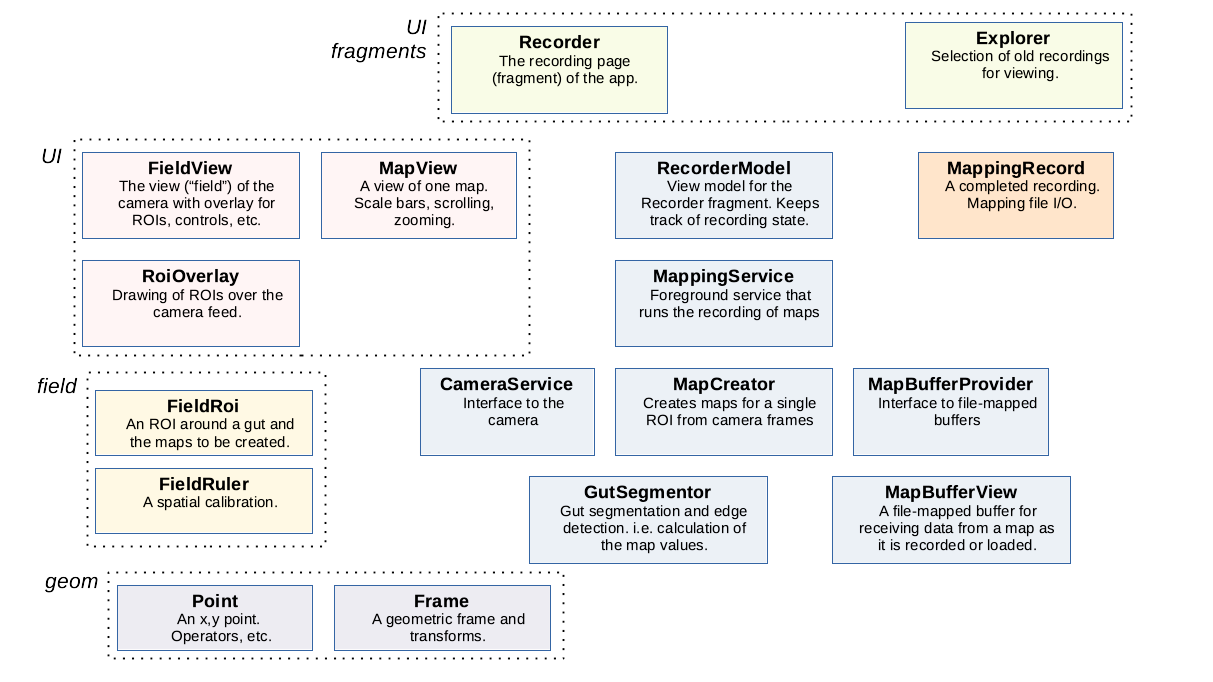 UI
fragments
Recorder
The recording page
(fragment) of the app.
Explorer
Selection of old recordings
for viewing.
UI
FieldView
The view (“field”) of the
camera with overlay for
ROIs, controls, etc.
MapView
A view of one map.
Scale bars, scrolling,
zooming.
RecorderModel
View model for the
Recorder fragment. Keeps
track of recording state.
MappingRecord
A completed recording.
Mapping file I/O.
RoiOverlay
Drawing of ROIs over the
camera feed.
MappingService
Foreground service that
runs the recording of maps
field
FieldRoi
An ROI around a gut and
the maps to be created.
CameraService
Interface to the
camera
MapCreator
Creates maps for a single
ROI from camera frames
MapBufferProvider
Interface to file-mapped
buffers
FieldRuler
A spatial calibration.
GutSegmentor
Gut segmentation and edge
detection. i.e. calculation of
the map values.
MapBufferView
A file-mapped buffer for
receiving data from a map as
it is recorded or loaded.
geom
Point
An x,y point.
Operators, etc.
Frame
A geometric frame and
transforms.